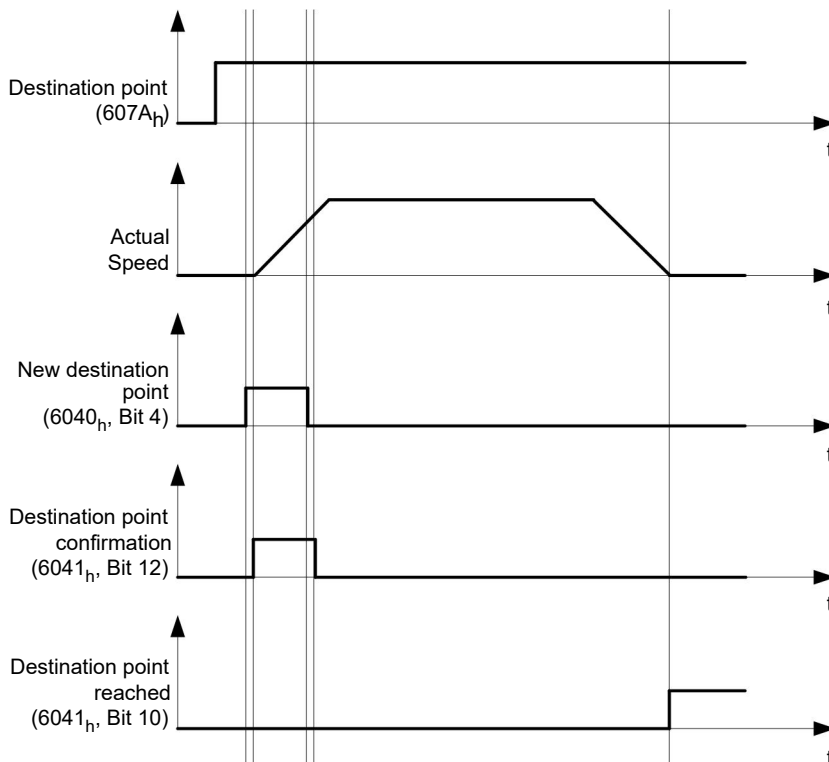 Destination point
(607Ah)
t
Actual
Speed
t
New destination
point
(6040h, Bit 4)
t
Destination point
confirmation
(6041h, Bit 12)
t
Destination point
reached
(6041h, Bit 10)
t